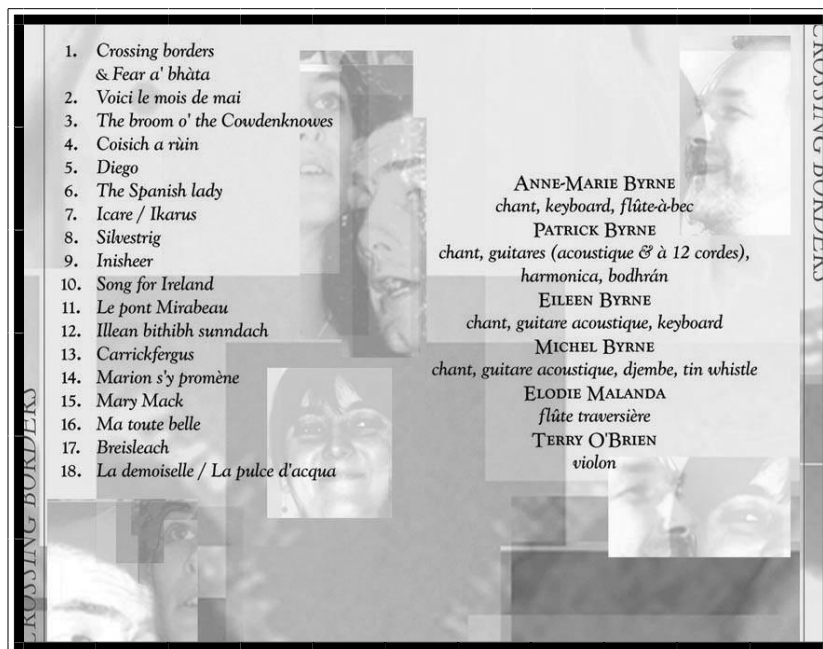 1. Crossing borders
& Fear a' bhàta
2. Voici le mois de mai
3. The broom o' the Cowdenknowes
4. Coisich a rùin
5. Diego
6. The Spanish lady
7. Icare / Ikarus
8. Silvestrig
9. Inisheer
10. Song for Ireland
11. Le pont Mirabeau
12. Illean bithibh sunndach
13. Carrickfergus
14. Marion s'y promène
15. Mary Mack
16. Ma toute belle
17. Breisleach
18. La demoiselle / La pulce d'acqua
ANNE-MARIE BYRNE
chant, keyboard, flûte-à-bec
PATRICK BYRNE
chant, guitares (acoustique & à 12 cordes),
harmonica, bodhrán
EILEEN BYRNE
chant, guitare acoustique, keyboard
MICHEL BYRNE
chant, guitare acoustique, djembe, tin whistle
ELODIE MALANDA
flûte traversière
TERRY O'BRIEN
violon
CROSSING BORDERS
CROSSING BORDERS